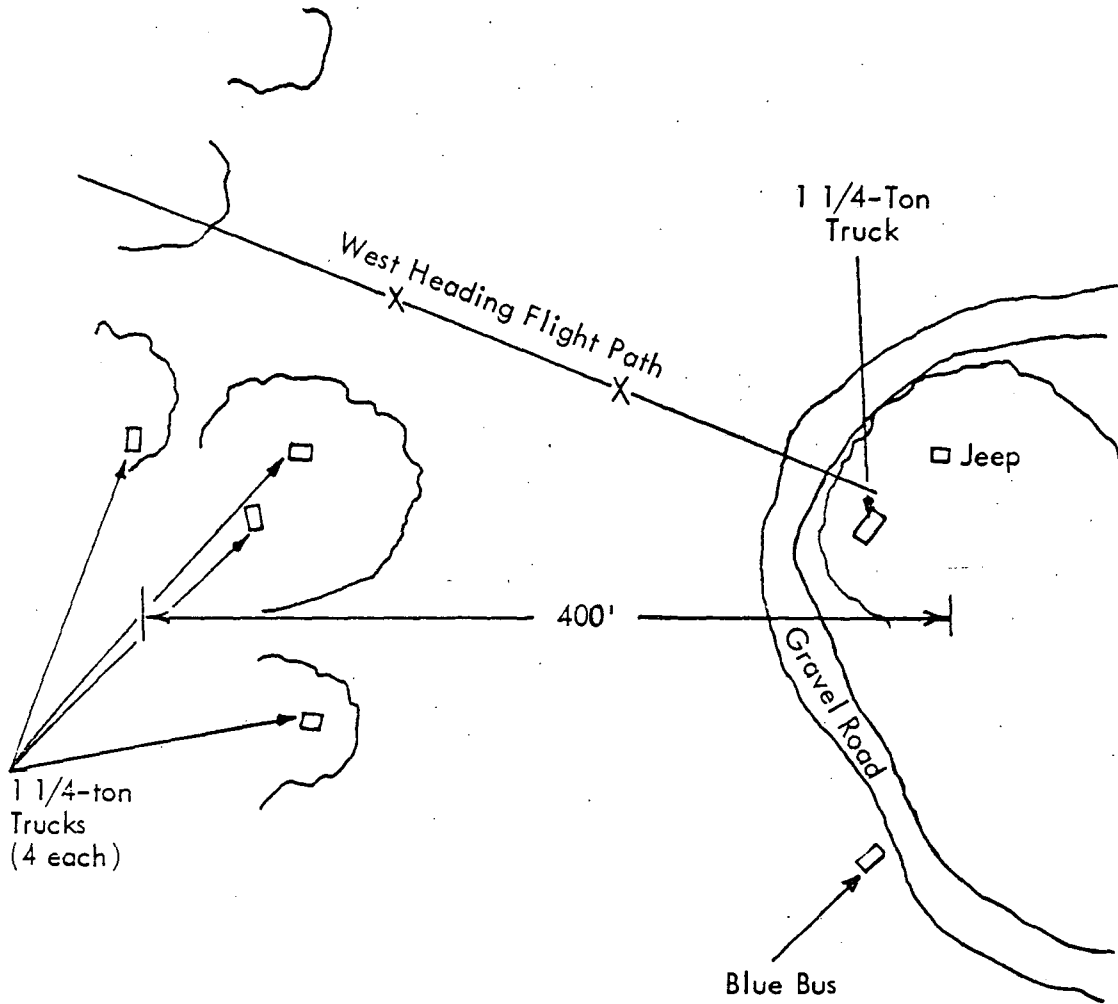 1 1/4-Ton
Truck
West Heading Flight Path
X
X
Jeep
400'
Gravel Road
1 1/4-ton
Trucks
(4 each)
Blue Bus